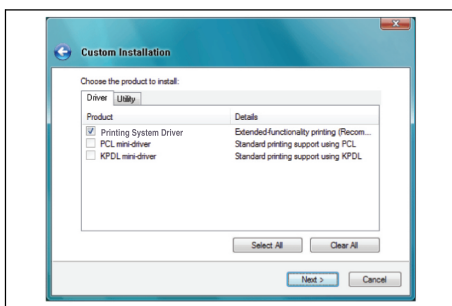 Custom Installation
Choose the product to install:
Driver Utility
Product Details
Printing System Driver Extended-functionality printing (Recom...
PCL mini-driver Standard printing support using PCL
KPDL mini-driver Standard printing support using KPDL
Select All Clear All
Next > Cancel